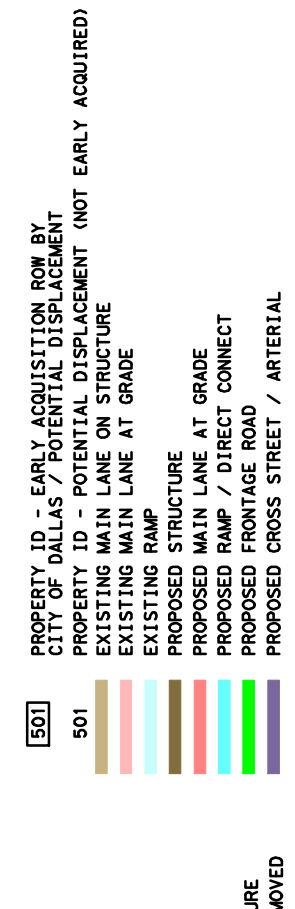 501 PROPERTY ID - EARLY ACQUISITION ROW BY
CITY OF DALLAS / POTENTIAL DISPLACEMENT
501 PROPERTY ID - POTENTIAL DISPLACEMENT (NOT EARLY ACQUIRED)
EXISTING MAIN LANE ON STRUCTURE
EXISTING MAIN LANE AT GRADE
EXISTING RAMP
PROPOSED STRUCTURE
PROPOSED MAIN LANE AT GRADE
PROPOSED RAMP / DIRECT CONNECT
PROPOSED FRONTAGE ROAD
PROPOSED CROSS STREET / ARTERIAL
URE
MOVED